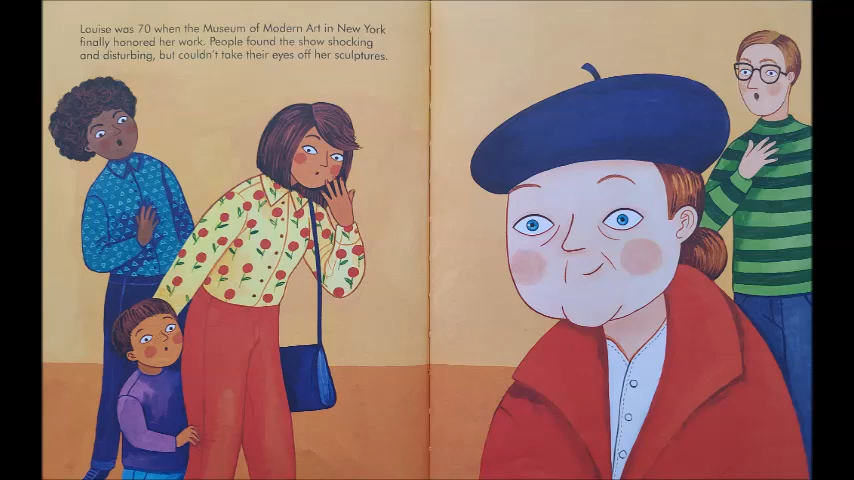 Louise was 70 when the Museum of Modern Art in New York
finally honored her work. People found the show shocking
and disturbing, but couldn't take their eyes off her sculptures.